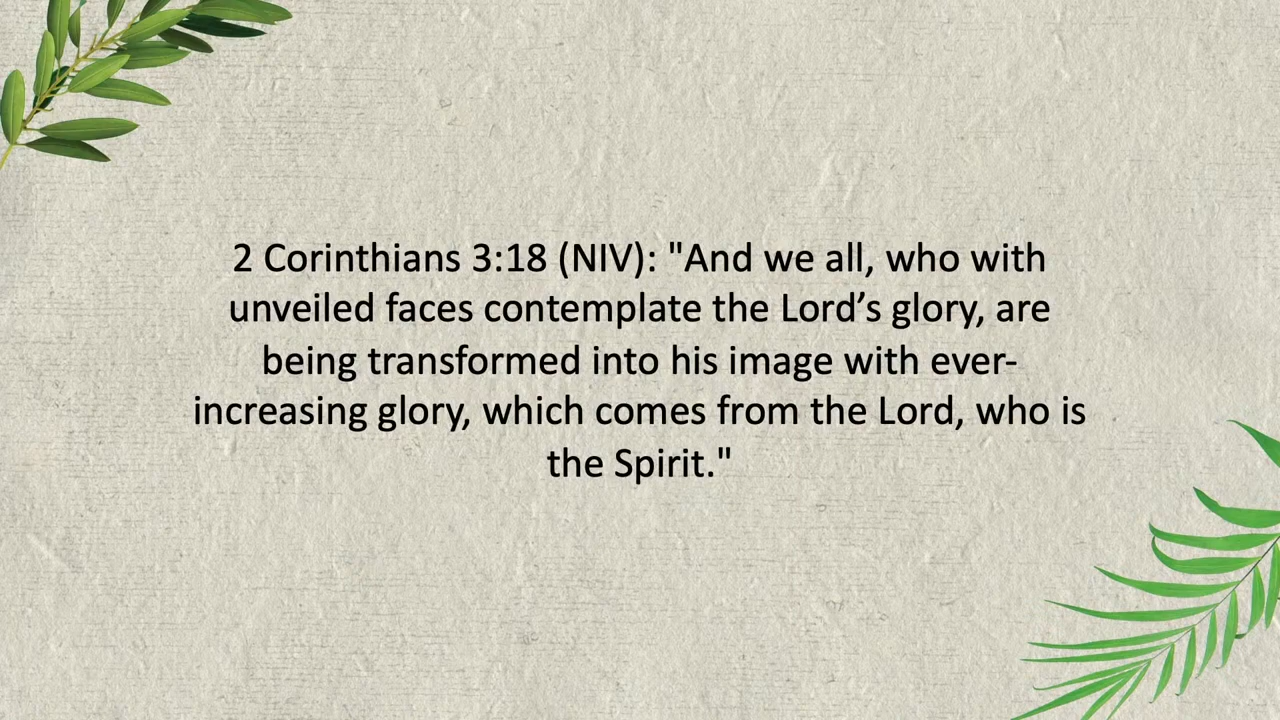 2 Corinthians 3:18 (NIV): "And we all, who with
unveiled faces contemplate the Lord’s glory, are
being transformed into his image with ever-
increasing glory, which comes from the Lord, who is
the Spirit."